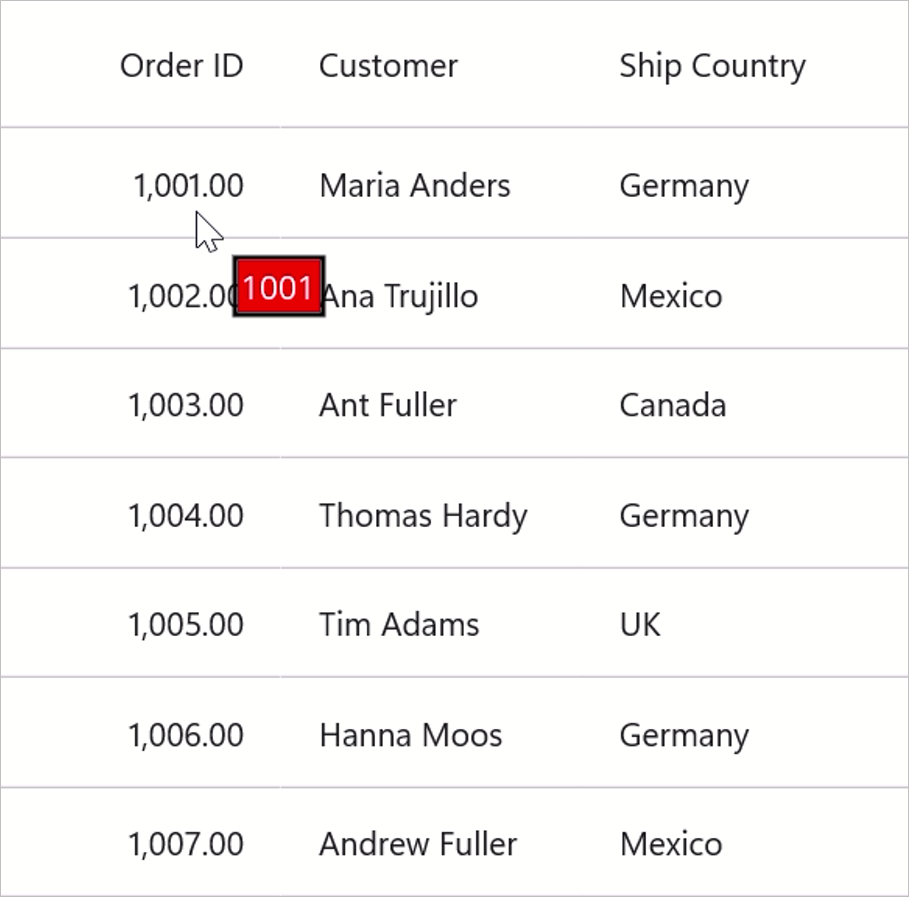 Order ID Customer Ship Country
1,001.00 Maria Anders Germany
1,002.00 1001 Ana Trujillo Mexico
1,003.00 Ant Fuller Canada
1,004.00 Thomas Hardy Germany
1,005.00 Tim Adams UK
1,006.00 Hanna Moos Germany
1,007.00 Andrew Fuller Mexico